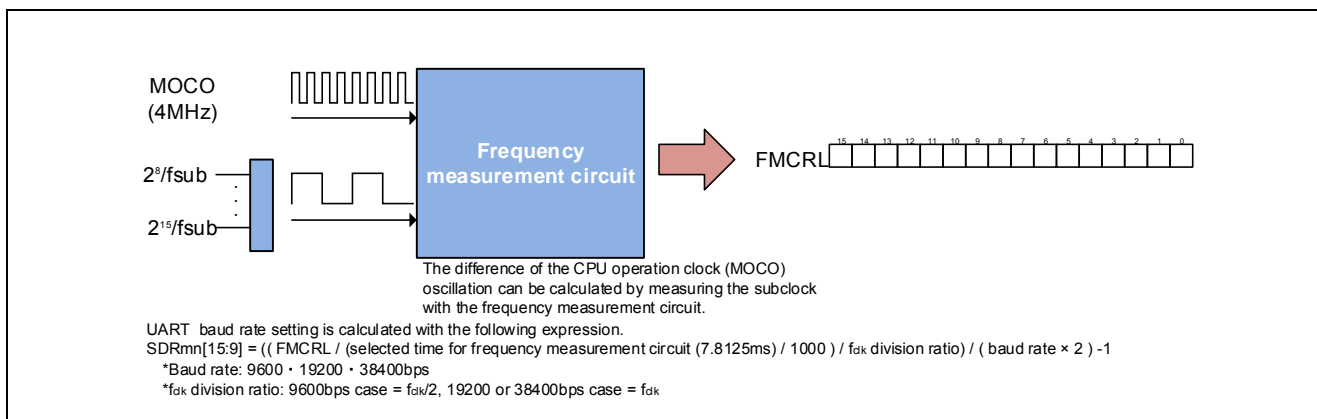 MOCO
(4MHz)
Frequency
measurement circuit
15 14 13 12 11 10 9 8 7 6 5 4 3 2 1 0
FMCRL
2⁸/fsub
2¹⁵/fsub
The difference of the CPU operation clock (MOCO)
oscillation can be calculated by measuring the subclock
with the frequency measurement circuit.
UART baud rate setting is calculated with the following expression.
SDRmn[15:9] = (( FMCRL / (selected time for frequency measurement circuit (7.8125ms) / 1000 ) / fclk division ratio) / ( baud rate × 2 ) -1
*Baud rate: 9600・19200・38400bps
*fclk division ratio: 9600bps case = fclk/2, 19200 or 38400bps case = fclk